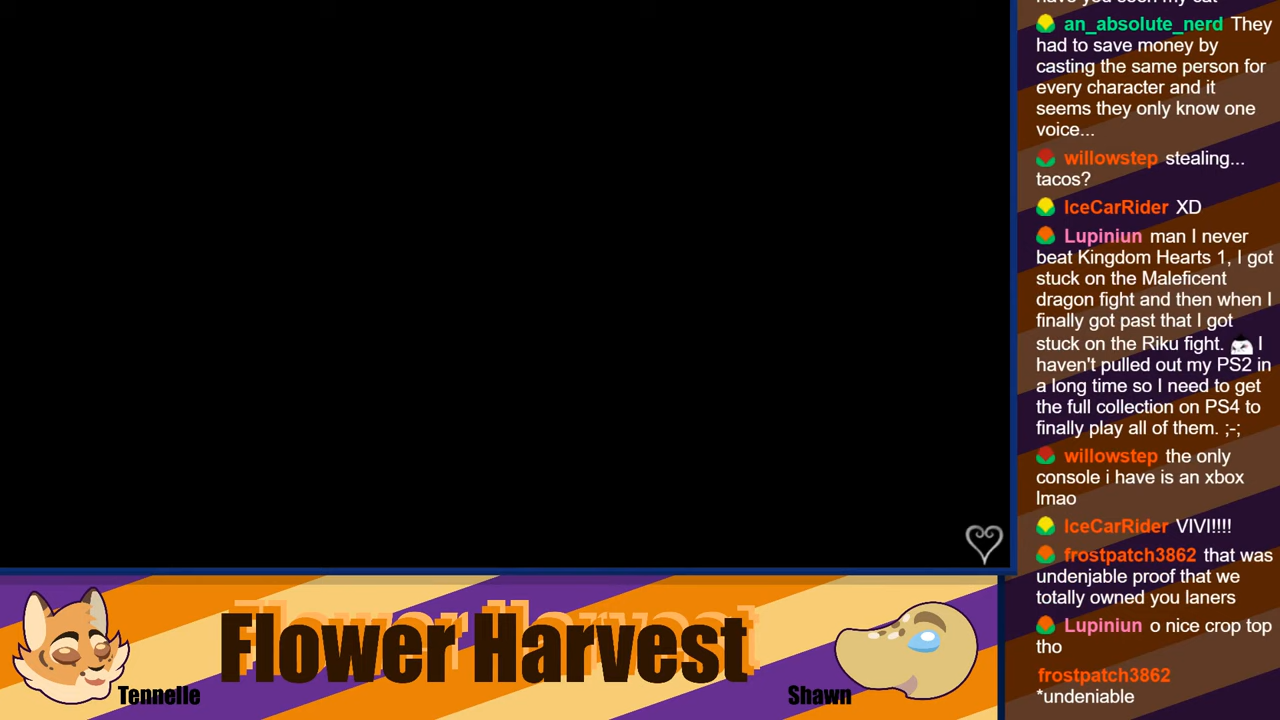 have you seen my cat
an_absolute_nerd They
had to save money by
casting the same person for
every character and it
seems they only know one
voice...
willowstep stealing...
tacos?
IceCarRider XD
Lupiniun man I never
beat Kingdom Hearts 1, I got
stuck on the Maleficent
dragon fight and then when I
finally got past that I got
stuck on the Riku fight. I
haven't pulled out my PS2 in
a long time so I need to get
the full collection on PS4 to
finally play all of them. ;-;
willowstep the only
console i have is an xbox
lmao
IceCarRider VIVI!!!!
frostpatch3862 that was
undenjable proof that we
totally owned you laners
Lupiniun o nice crop top
tho
frostpatch3862
*undeniable
Flower Harvest
Tennelle
Shawn